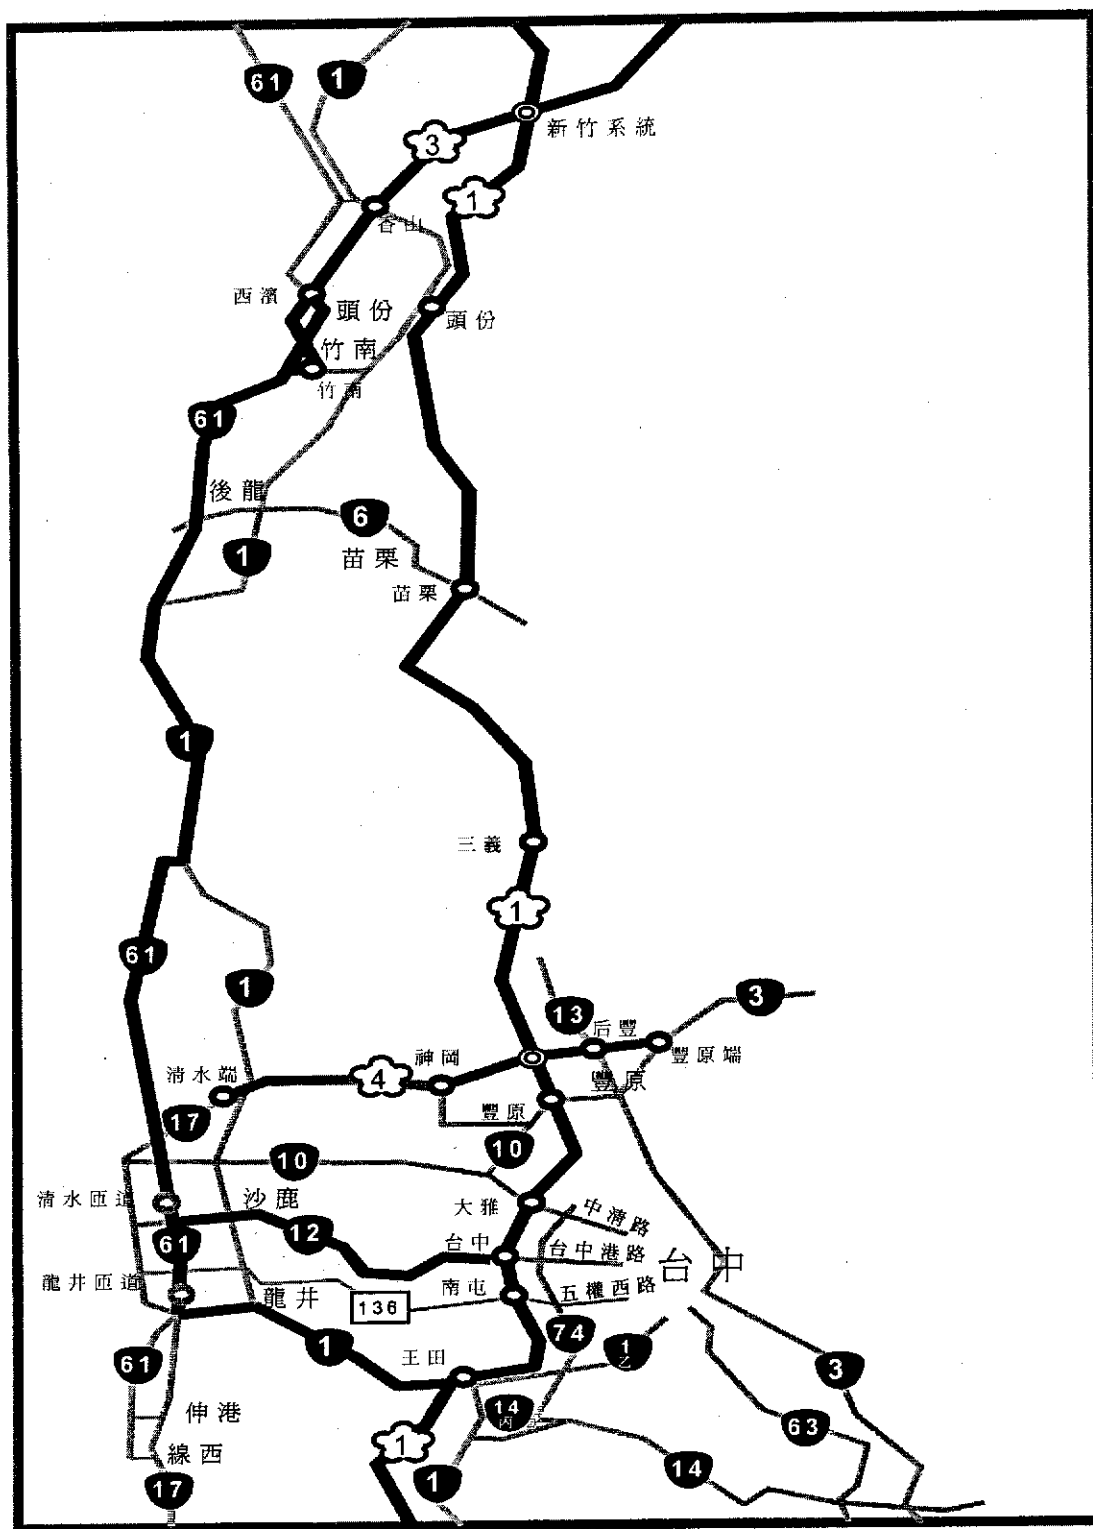 61
1
新竹系統
3
1
香山
西濱
頭份
頭份
竹南
竹南
61
後龍
6
1
苗栗
苗栗
1
三義
1
61
1
13
3
后豐
豐原端
神岡
清水端
4
豐原
豐原
17
10
10
清水匝道
沙鹿
大雅
中清路
12
61
台中
台中港路
台中
龍井匝道
龍井
136
南屯
五權西路
74
1
王田
1乙
61
3
14丙
伸港
63
1
線西
14
1
17